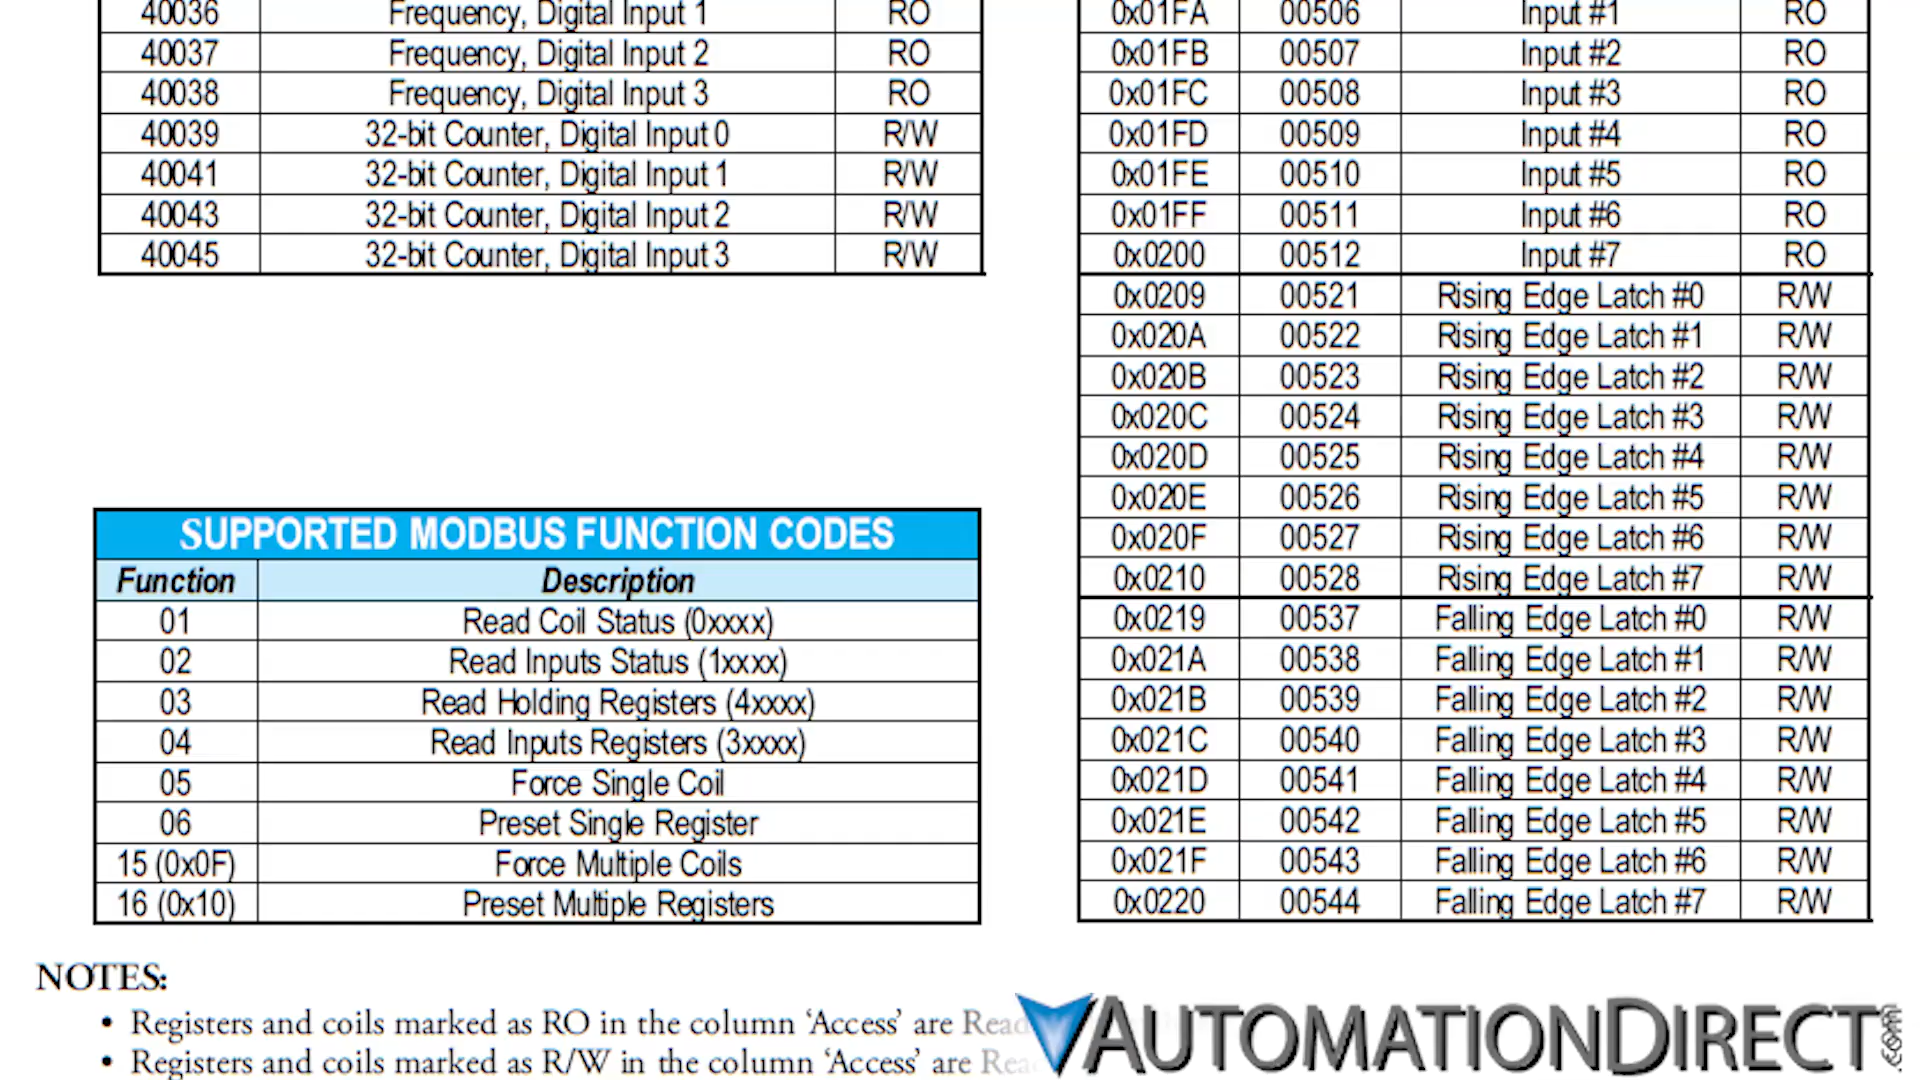 40036 Frequency, Digital Input 1 RO
40037 Frequency, Digital Input 2 RO
40038 Frequency, Digital Input 3 RO
40039 32-bit Counter, Digital Input 0 R/W
40041 32-bit Counter, Digital Input 1 R/W
40043 32-bit Counter, Digital Input 2 R/W
40045 32-bit Counter, Digital Input 3 R/W
SUPPORTED MODBUS FUNCTION CODES
Function Description
01 Read Coil Status (0xxxx)
02 Read Inputs Status (1xxxx)
03 Read Holding Registers (4xxxx)
04 Read Inputs Registers (3xxxx)
05 Force Single Coil
06 Preset Single Register
15 (0x0F) Force Multiple Coils
16 (0x10) Preset Multiple Registers
0x01FA 00506 Input #1 RO
0x01FB 00507 Input #2 RO
0x01FC 00508 Input #3 RO
0x01FD 00509 Input #4 RO
0x01FE 00510 Input #5 RO
0x01FF 00511 Input #6 RO
0x0200 00512 Input #7 RO
0x0209 00521 Rising Edge Latch #0 R/W
0x020A 00522 Rising Edge Latch #1 R/W
0x020B 00523 Rising Edge Latch #2 R/W
0x020C 00524 Rising Edge Latch #3 R/W
0x020D 00525 Rising Edge Latch #4 R/W
0x020E 00526 Rising Edge Latch #5 R/W
0x020F 00527 Rising Edge Latch #6 R/W
0x0210 00528 Rising Edge Latch #7 R/W
0x0219 00537 Falling Edge Latch #0 R/W
0x021A 00538 Falling Edge Latch #1 R/W
0x021B 00539 Falling Edge Latch #2 R/W
0x021C 00540 Falling Edge Latch #3 R/W
0x021D 00541 Falling Edge Latch #4 R/W
0x021E 00542 Falling Edge Latch #5 R/W
0x021F 00543 Falling Edge Latch #6 R/W
0x0220 00544 Falling Edge Latch #7 R/W
NOTES:
• Registers and coils marked as RO in the column ‘Access’ are Read
• Registers and coils marked as R/W in the column ‘Access’ are
AUTOMATIONDIRECT.com